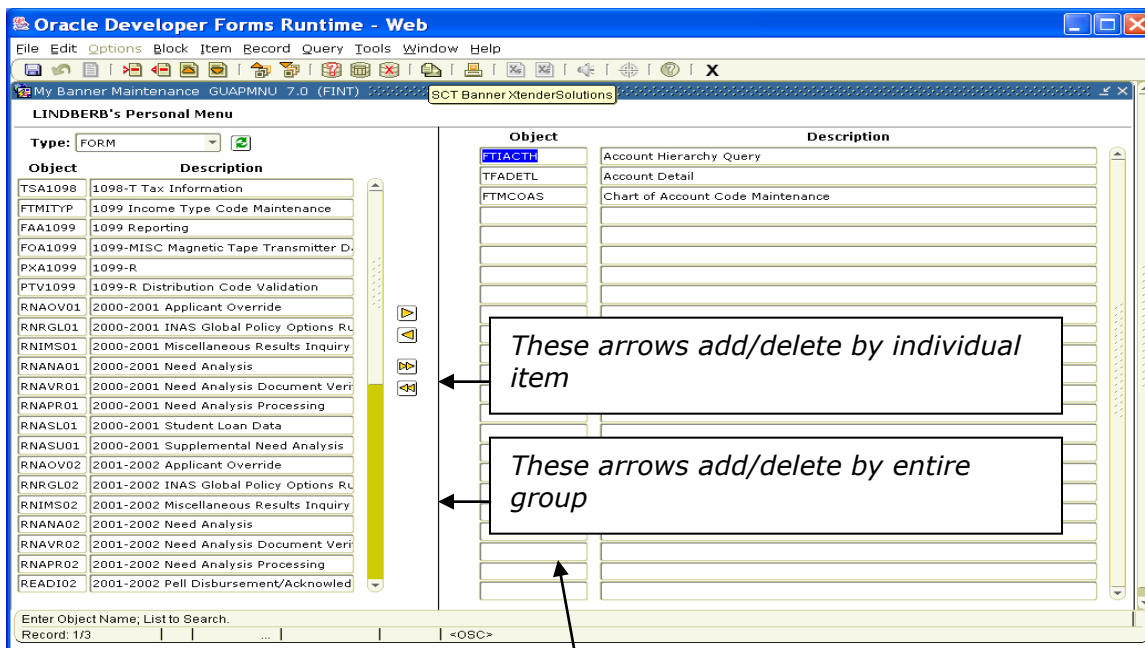 Oracle Developer Forms Runtime - Web
File Edit Options Block Item Record Query Tools Window Help
My Banner Maintenance GUAPMNU 7.0 (FINT)
SCT Banner XtenderSolutions
LINDBERB's Personal Menu
Type: FORM
Object Description
TSA1098 1098-T Tax Information
FTMITYP 1099 Income Type Code Maintenance
FAA1099 1099 Reporting
FOA1099 1099-MISC Magnetic Tape Transmitter D
PXA1099 1099-R
PTV1099 1099-R Distribution Code Validation
RNAOV01 2000-2001 Applicant Override
RNRGL01 2000-2001 INAS Global Policy Options Ru
RNIMS01 2000-2001 Miscellaneous Results Inquiry
RNANA01 2000-2001 Need Analysis
RNAVR01 2000-2001 Need Analysis Document Veri
RNAPR01 2000-2001 Need Analysis Processing
RNASL01 2000-2001 Student Loan Data
RNASU01 2000-2001 Supplemental Need Analysis
RNAOV02 2001-2002 Applicant Override
RNRGL02 2001-2002 INAS Global Policy Options Ru
RNIMS02 2001-2002 Miscellaneous Results Inquiry
RNANA02 2001-2002 Need Analysis
RNAVR02 2001-2002 Need Analysis Document Veri
RNAPR02 2001-2002 Need Analysis Processing
READI02 2001-2002 Pell Disbursement/Acknowled
Object Description
FTIACTH Account Hierarchy Query
TFADETL Account Detail
FTMCOAS Chart of Account Code Maintenance
These arrows add/delete by individual
item
These arrows add/delete by entire
group
Enter Object Name; List to Search.
Record: 1/3 ... <OSC>